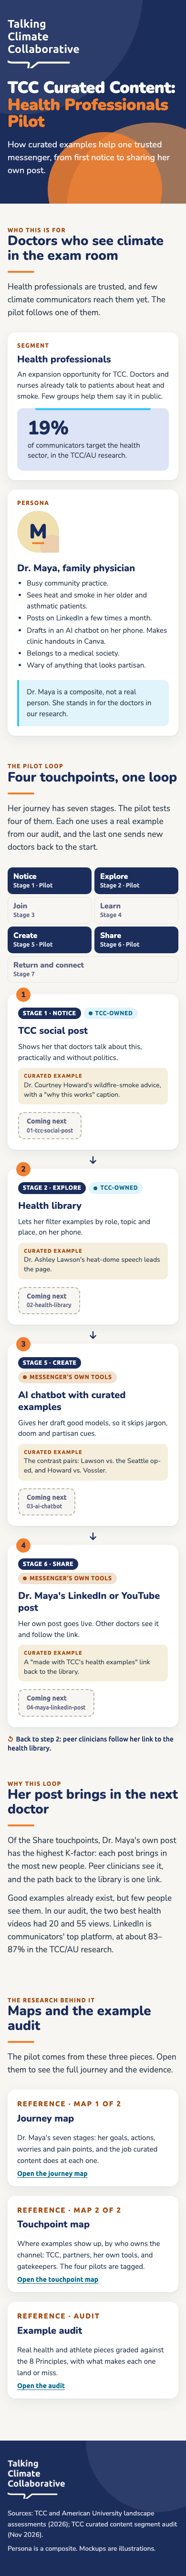 Talking
Climate
Collaborative
TCC Curated Content:
Health Professionals
Pilot
How curated examples help one trusted
messenger, from first notice to sharing her
own post.
WHO THIS IS FOR
Doctors who see climate
in the exam room
Health professionals are trusted, and few
climate communicators reach them yet. The
pilot follows one of them.
SEGMENT
Health professionals
An expansion opportunity for TCC. Doctors and
nurses already talk to patients about heat and
smoke. Few groups help them say it in public.
19%
of communicators target the health
sector, in the TCC/AU research.
PERSONA
M
Dr. Maya, family physician
• Busy community practice.
• Sees heat and smoke in her older and
asthmatic patients.
• Posts on LinkedIn a few times a month.
• Drafts in an AI chatbot on her phone. Makes
clinic handouts in Canva.
• Belongs to a medical society.
• Wary of anything that looks partisan.
Dr. Maya is a composite, not a real
person. She stands in for the doctors in
our research.
THE PILOT LOOP
Four touchpoints, one loop
Her journey has seven stages. The pilot tests
four of them. Each one uses a real example
from our audit, and the last one sends new
doctors back to the start.
Notice
Stage 1 · Pilot
Explore
Stage 2 · Pilot
Join
Stage 3
Learn
Stage 4
Create
Stage 5 · Pilot
Share
Stage 6 · Pilot
Return and connect
Stage 7
1
STAGE 1 · NOTICE
TCC-OWNED
TCC social post
Shows her that doctors talk about this,
practically and without politics.
CURATED EXAMPLE
Dr. Courtney Howard's wildfire-smoke advice,
with a "why this works" caption.
Coming next
01-tcc-social-post
↓
2
STAGE 2 · EXPLORE
TCC-OWNED
Health library
Lets her filter examples by role, topic and
place, on her phone.
CURATED EXAMPLE
Dr. Ashley Lawson's heat-dome speech leads
the page.
Coming next
02-health-library
↓
3
STAGE 5 · CREATE
MESSENGER'S OWN TOOLS
AI chatbot with curated
examples
Gives her draft good models, so it skips jargon,
doom and partisan cues.
CURATED EXAMPLE
The contrast pairs: Lawson vs. the Seattle op-
ed, and Howard vs. Vossler.
Coming next
03-ai-chatbot
↓
4
STAGE 6 · SHARE
MESSENGER'S OWN TOOLS
Dr. Maya's LinkedIn or YouTube
post
Her own post goes live. Other doctors see it
and follow the link.
CURATED EXAMPLE
A "made with TCC's health examples" link
back to the library.
Coming next
04-maya-linkedin-post
↺ Back to step 2: peer clinicians follow her link to the
health library.
WHY THIS LOOP
Her post brings in the next
doctor
Of the Share touchpoints, Dr. Maya's own post
has the highest K-factor: each post brings in
the most new people. Peer clinicians see it,
and the path back to the library is one link.
Good examples already exist, but few people
see them. In our audit, the two best health
videos had 20 and 55 views. LinkedIn is
communicators' top platform, at about 83–
87% in the TCC/AU research.
THE RESEARCH BEHIND IT
Maps and the example
audit
The pilot comes from these three pieces. Open
them to see the full journey and the evidence.
REFERENCE · MAP 1 OF 2
Journey map
Dr. Maya's seven stages: her goals, actions,
worries and pain points, and the job curated
content does at each one.
Open the journey map
REFERENCE · MAP 2 OF 2
Touchpoint map
Where examples show up, by who owns the
channel: TCC, partners, her own tools, and
gatekeepers. The four pilots are tagged.
Open the touchpoint map
REFERENCE · AUDIT
Example audit
Real health and athlete pieces graded against
the 8 Principles, with what makes each one
land or miss.
Open the audit
Talking
Climate
Collaborative
Sources: TCC and American University landscape
assessments (2026); TCC curated content segment audit
(Nov 2026).
Persona is a composite. Mockups are illustrations.